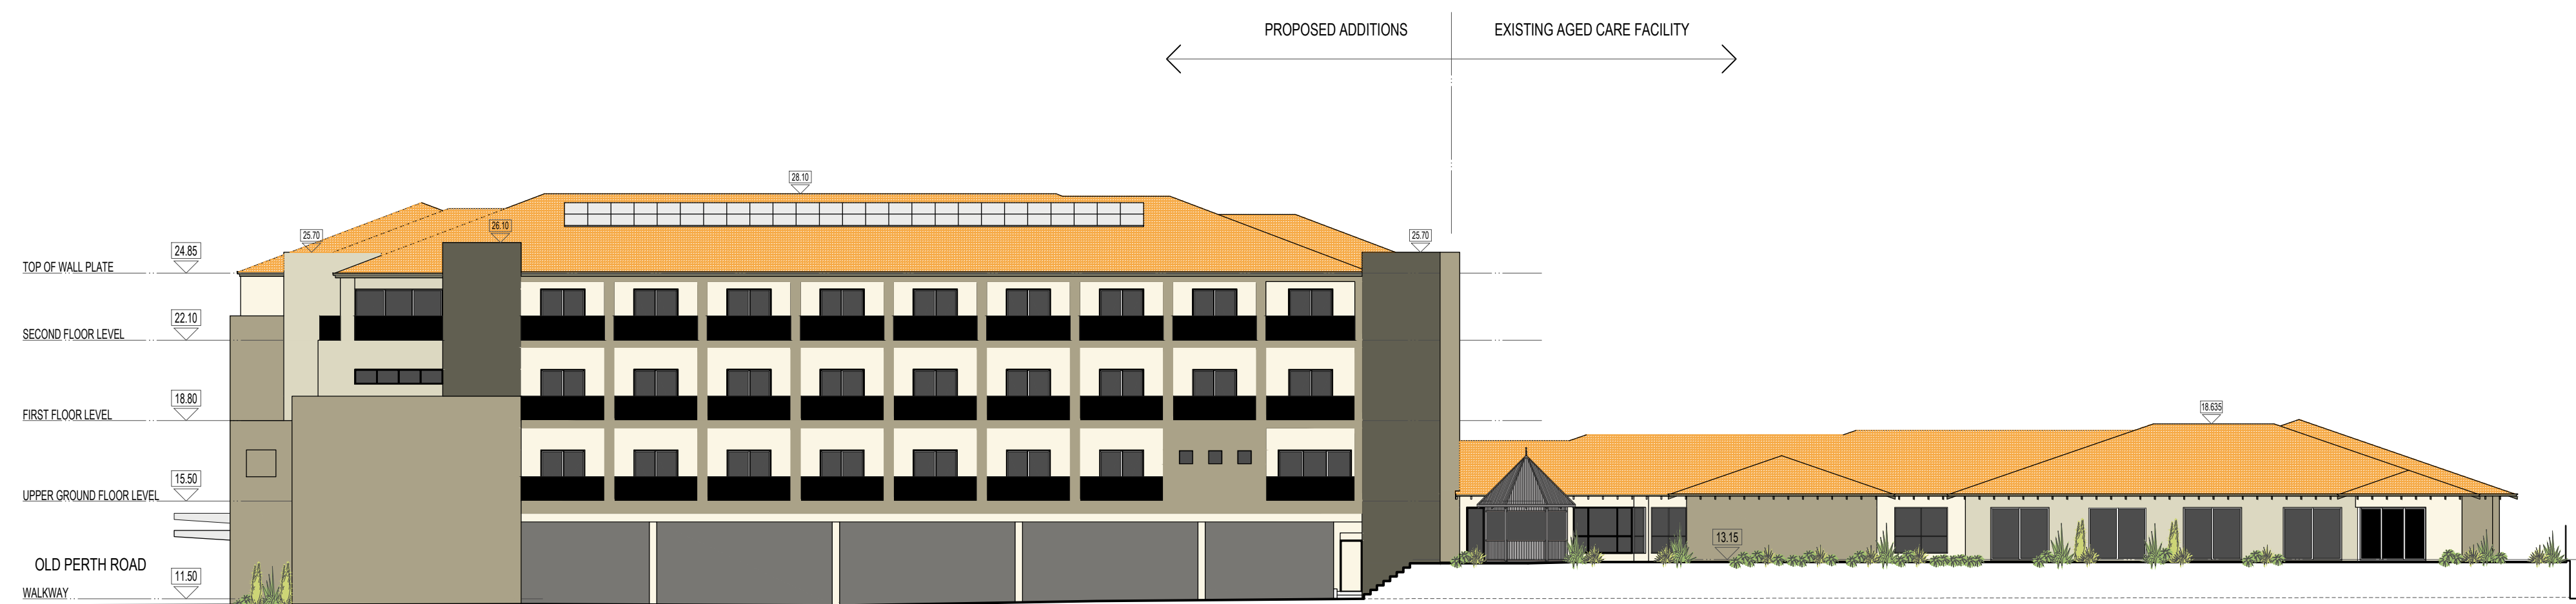 PROPOSED ADDITIONS
EXISTING AGED CARE FACILITY
28.10
26.10
25.70
25.70
24.85
TOP OF WALL PLATE
22.10
SECOND FLOOR LEVEL
18.80
FIRST FLOOR LEVEL
18.635
15.50
UPPER GROUND FLOOR LEVEL
13.15
OLD PERTH ROAD
11.50
WALKWAY